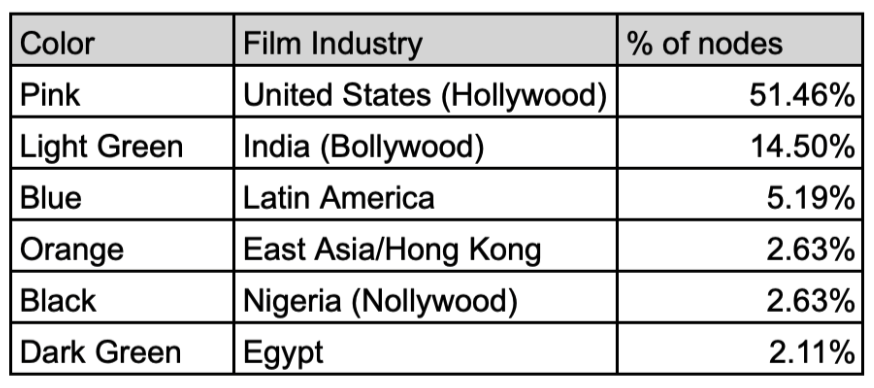 Color Film Industry % of nodes
Pink United States (Hollywood) 51.46%
Light Green India (Bollywood) 14.50%
Blue Latin America 5.19%
Orange East Asia/Hong Kong 2.63%
Black Nigeria (Nollywood) 2.63%
Dark Green Egypt 2.11%